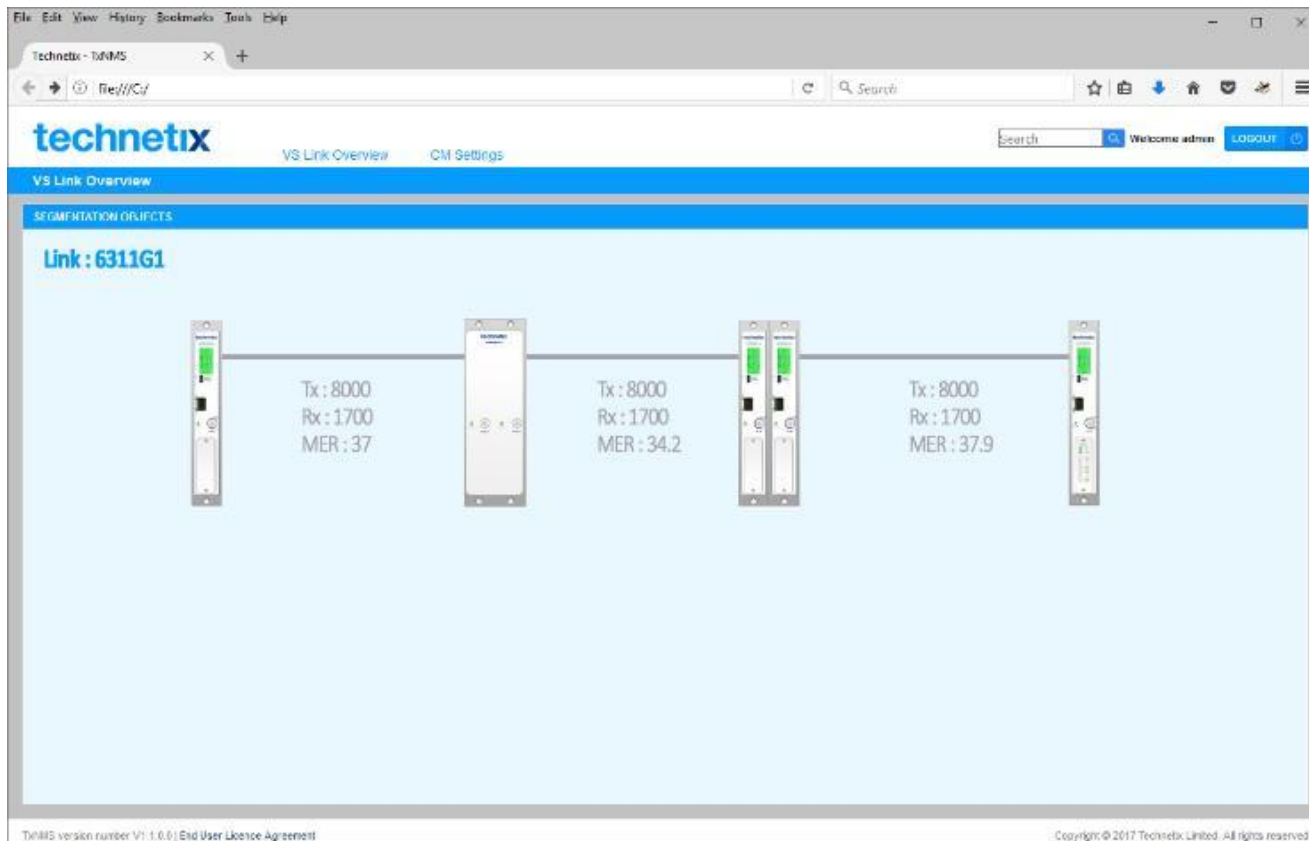 File Edit View History Bookmarks Tools Help
Technetix - TxNMS
file:///C:/
Search
technetix
VS Link Overview
CM Settings
Search
Welcome admin
LOGOUT
VS Link Overview
SEGMENTATION OBJECTS
Link : 6311G1
Tx : 8000
Rx : 1700
MER : 37
Tx : 8000
Rx : 1700
MER : 34.2
Tx : 8000
Rx : 1700
MER : 37.9
TxNMS version number V1.1.0.0 | End User Licence Agreement
Copyright © 2017 Technetix Limited. All rights reserved